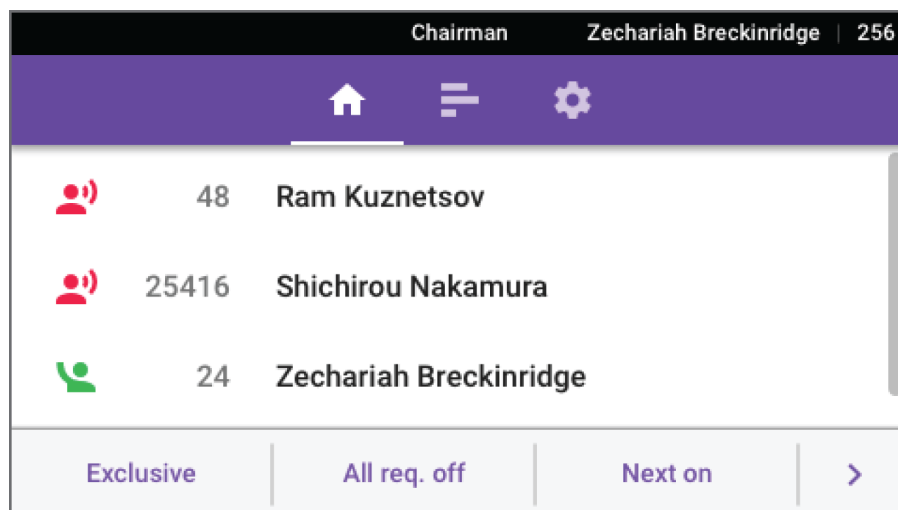 Chairman Zechariah Breckinridge | 256
48 Ram Kuznetsov
25416 Shichirou Nakamura
24 Zechariah Breckinridge
Exclusive All req. off Next on >